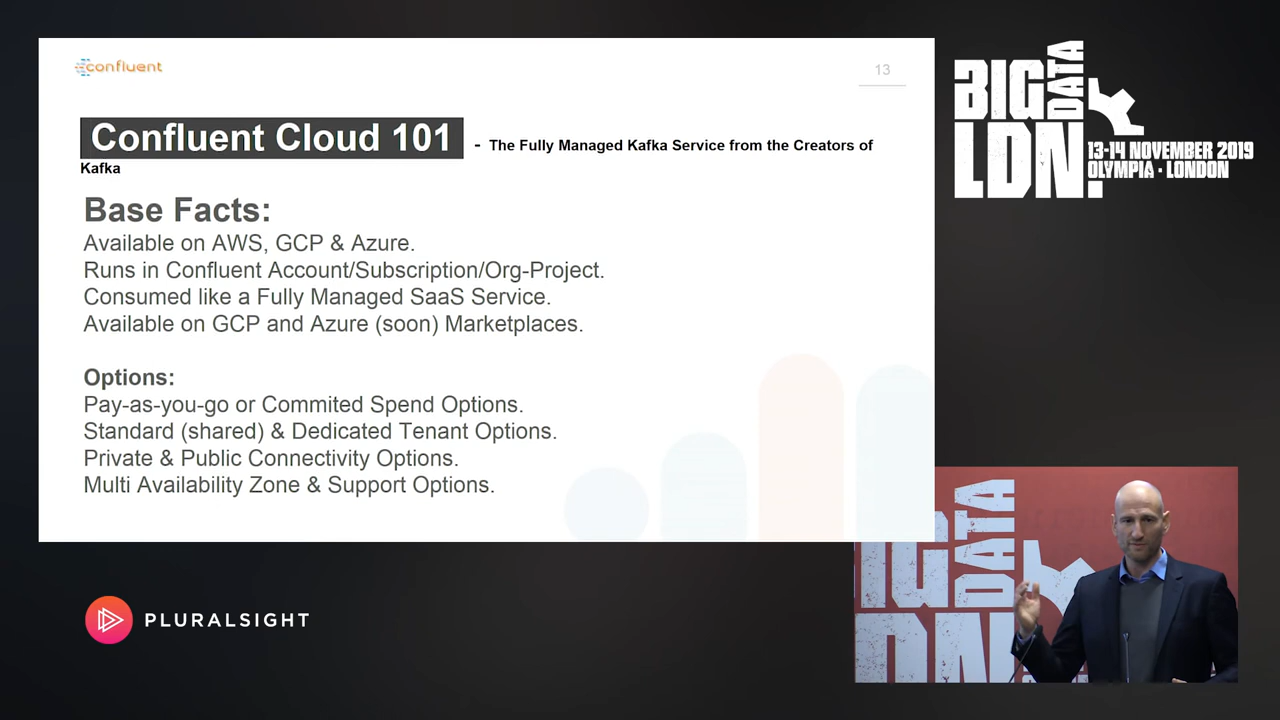 confluent
13
Confluent Cloud 101 - The Fully Managed Kafka Service from the Creators of
Kafka
Base Facts:
Available on AWS, GCP & Azure.
Runs in Confluent Account/Subscription/Org-Project.
Consumed like a Fully Managed SaaS Service.
Available on GCP and Azure (soon) Marketplaces.
Options:
Pay-as-you-go or Commited Spend Options.
Standard (shared) & Dedicated Tenant Options.
Private & Public Connectivity Options.
Multi Availability Zone & Support Options.
BIG DATA
LDN.
13-14 NOVEMBER 2019
OLYMPIA · LONDON
PLURALSIGHT
BIG DATA
LDN